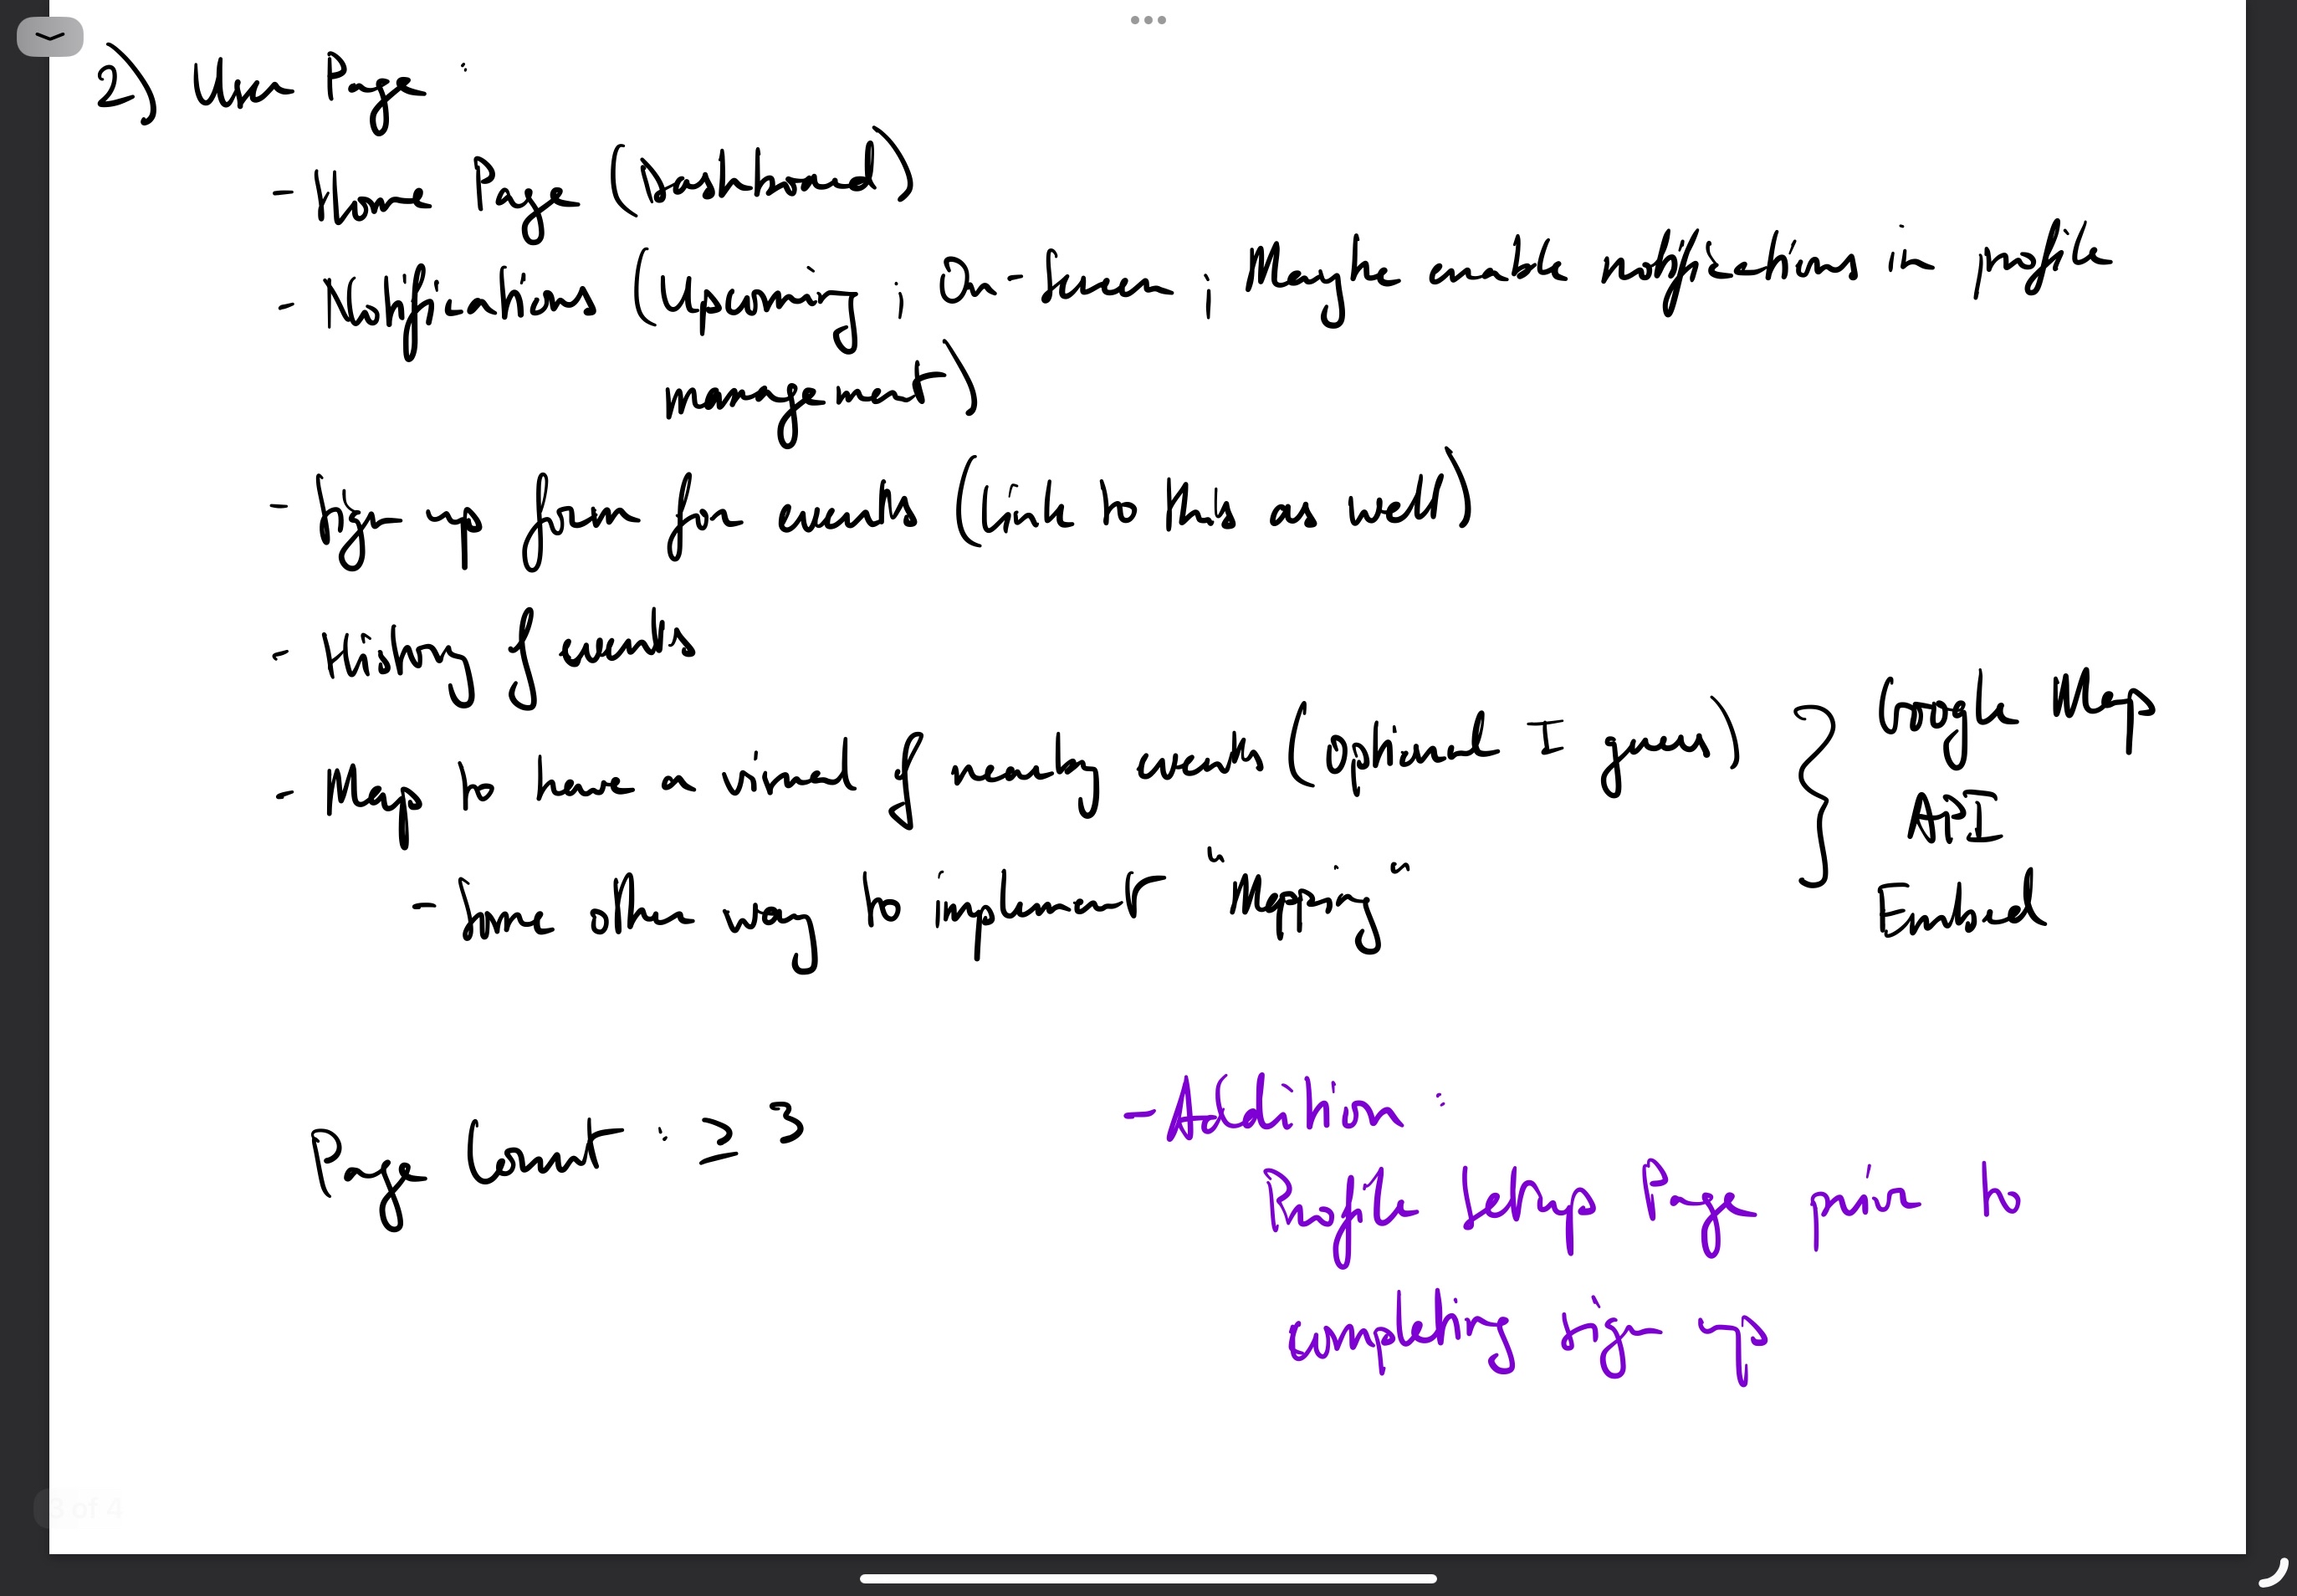 2) User Page :
- Home Page (Dashboard)
- Notifications (Upcoming ; On-going ; Maybe enable notifications in profile
management)
- Sign up form for events (Link to this as well)
- History of events
- Map to have a visual of nearby events (optional I guess) } Google Maps
API
- Some other way to implement "Mapping"
Embed
Page Count : ≥ 3
- Addition :
Profile Setup Page prior to
completing sign up
3 of 4